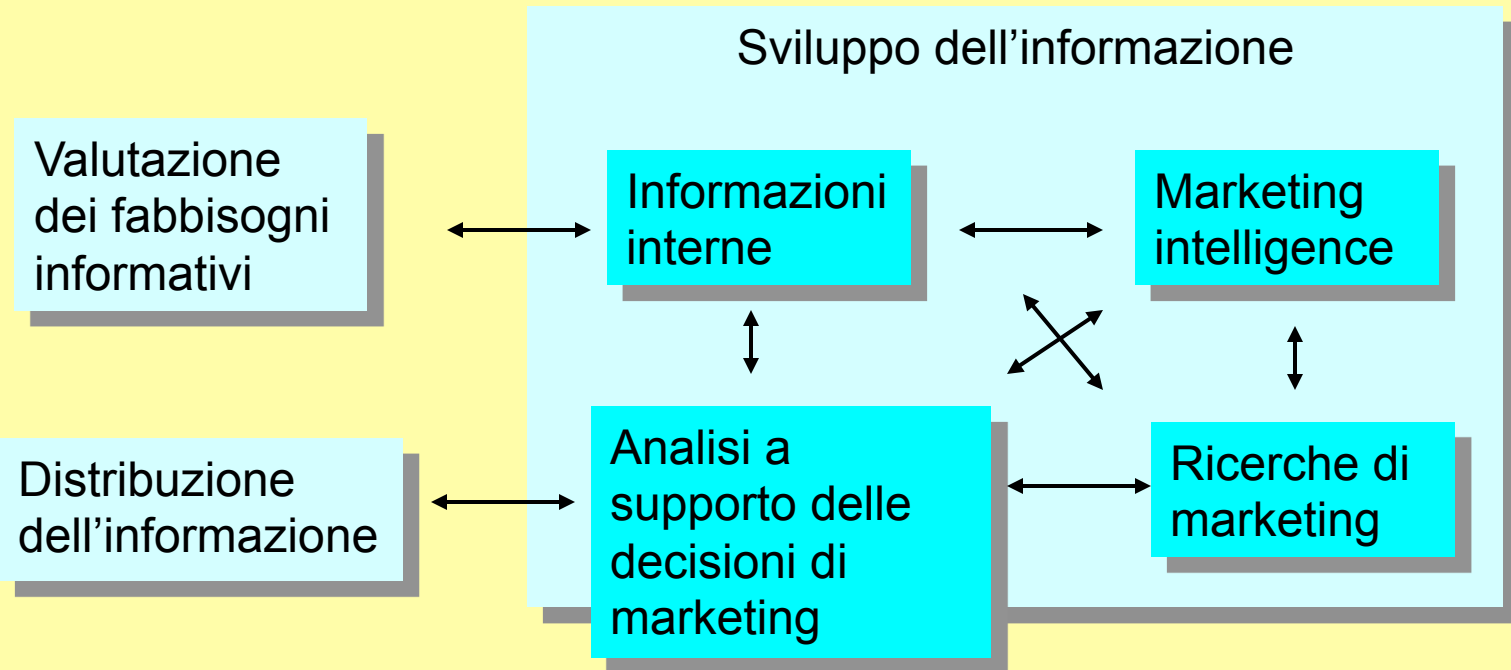 Sviluppo dell’informazione
Valutazione
dei fabbisogni
informativi
Informazioni
interne
Marketing
intelligence
Distribuzione
dell’informazione
Analisi a
supporto delle
decisioni di
marketing
Ricerche di
marketing